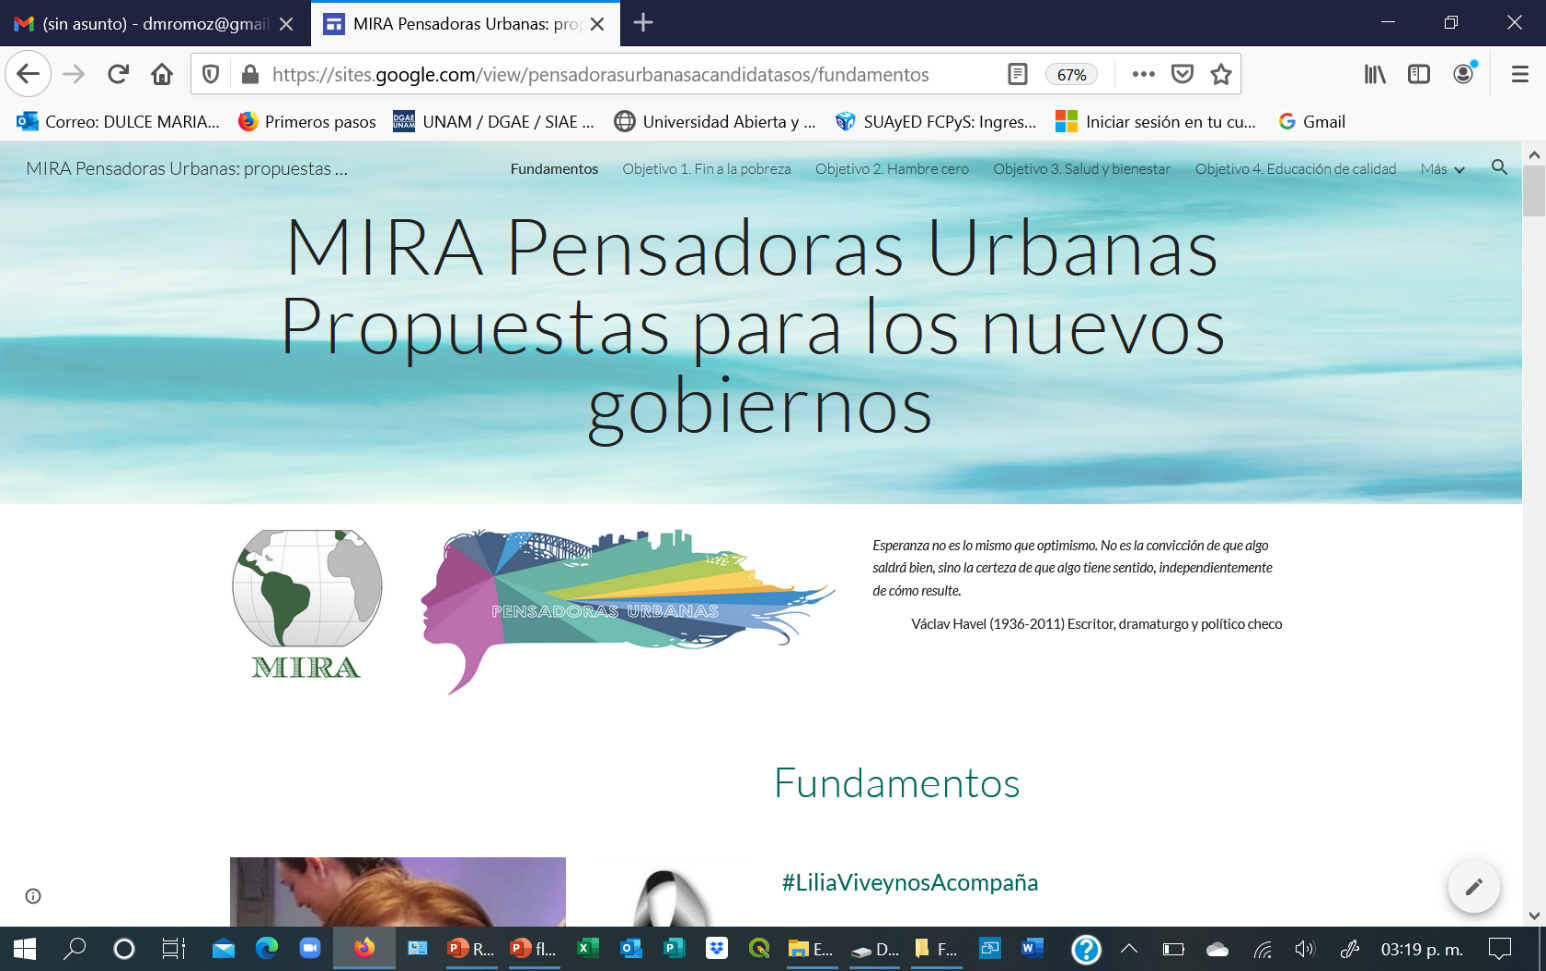 (sin asunto) - dmromoz@gmail
MIRA Pensadoras Urbanas: prop
https://sites.google.com/view/pensadorasurbanasacandidatasos/fundamentos
67%
Correo: DULCE MARIA...
Primeros pasos
DGAE UNAM
UNAM / DGAE / SIAE ...
Universidad Abierta y ...
SUAyED FCPyS: Ingres...
Iniciar sesión en tu cu...
Gmail
MIRA Pensadoras Urbanas: propuestas ...
Fundamentos
Objetivo 1. Fin a la pobreza
Objetivo 2. Hambre cero
Objetivo 3. Salud y bienestar
Objetivo 4. Educación de calidad
Más
MIRA Pensadoras Urbanas
Propuestas para los nuevos
gobiernos
MIRA
PENSADORAS URBANAS
Esperanza no es lo mismo que optimismo. No es la convicción de que algo
saldrá bien, sino la certeza de que algo tiene sentido, independientemente
de cómo resulte.
Václav Havel (1936-2011) Escritor, dramaturgo y político checo
Fundamentos
#LiliaViveynosAcompaña
R...
fl...
E...
D...
F...
03:19 p. m.